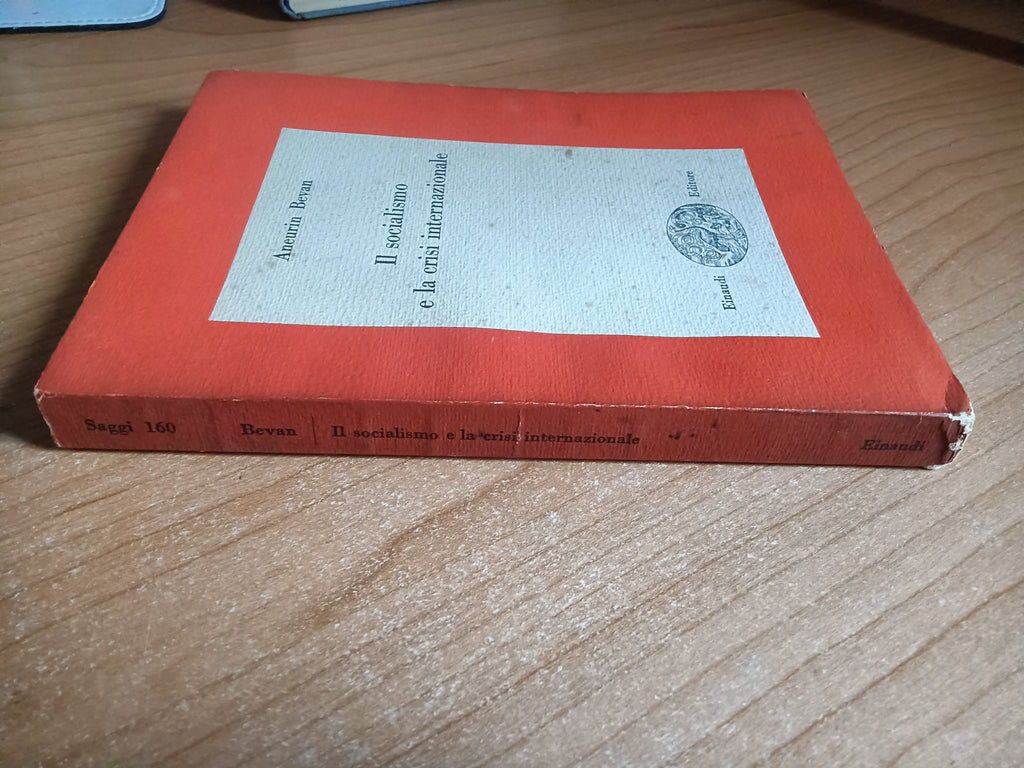 Aneurin Bevan
Il socialismo
e la crisi internazionale
Einaudi Editore
Saggi 160 Bevan Il socialismo e la crisi internazionale Einaudi